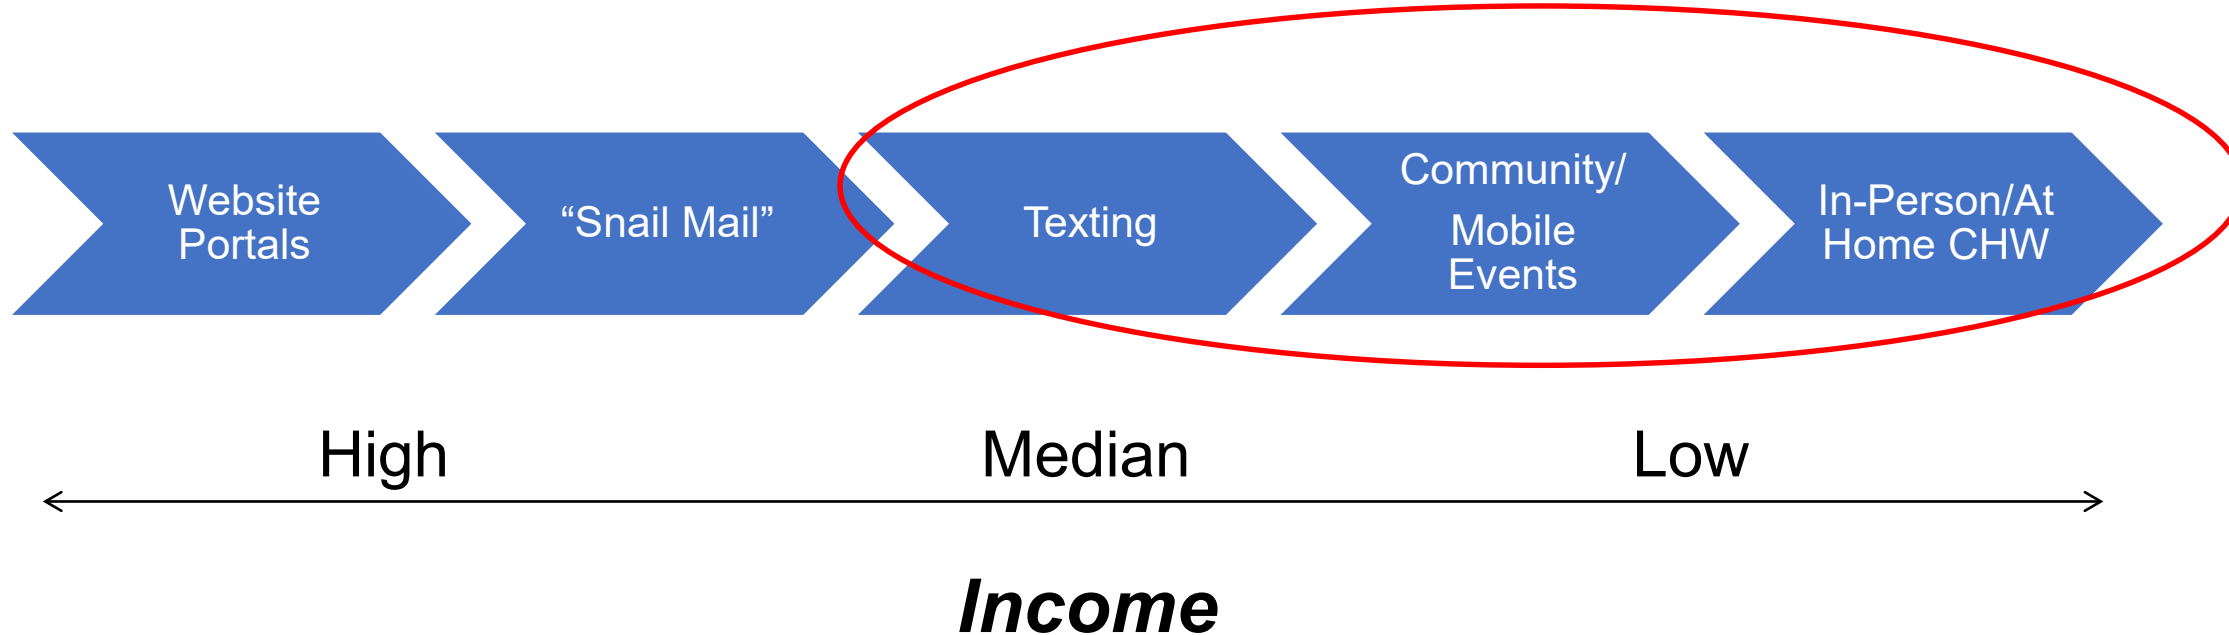 Website
Portals
“Snail Mail”
Texting
Community/
Mobile
Events
In-Person/At
Home CHW
High
Median
Low
Income